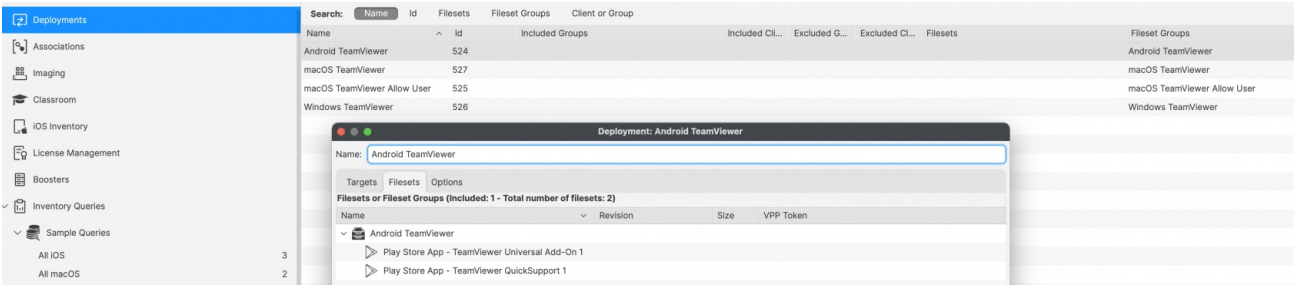 Deployments
Associations
Imaging
Classroom
iOS Inventory
License Management
Boosters
Inventory Queries
Sample Queries
All iOS 3
All macOS 2
Search: Name Id Filesets Fileset Groups Client or Group
Name Id Included Groups Included Cli... Excluded G... Excluded Cl... Filesets Fileset Groups
Android TeamViewer 524 Android TeamViewer
macOS TeamViewer 527 macOS TeamViewer
macOS TeamViewer Allow User 525 macOS TeamViewer Allow User
Windows TeamViewer 526 Windows TeamViewer
Deployment: Android TeamViewer
Name: Android TeamViewer
Targets Filesets Options
Filesets or Fileset Groups (Included: 1 - Total number of filesets: 2)
Name Revision Size VPP Token
Android TeamViewer
Play Store App - TeamViewer Universal Add-On 1
Play Store App - TeamViewer QuickSupport 1